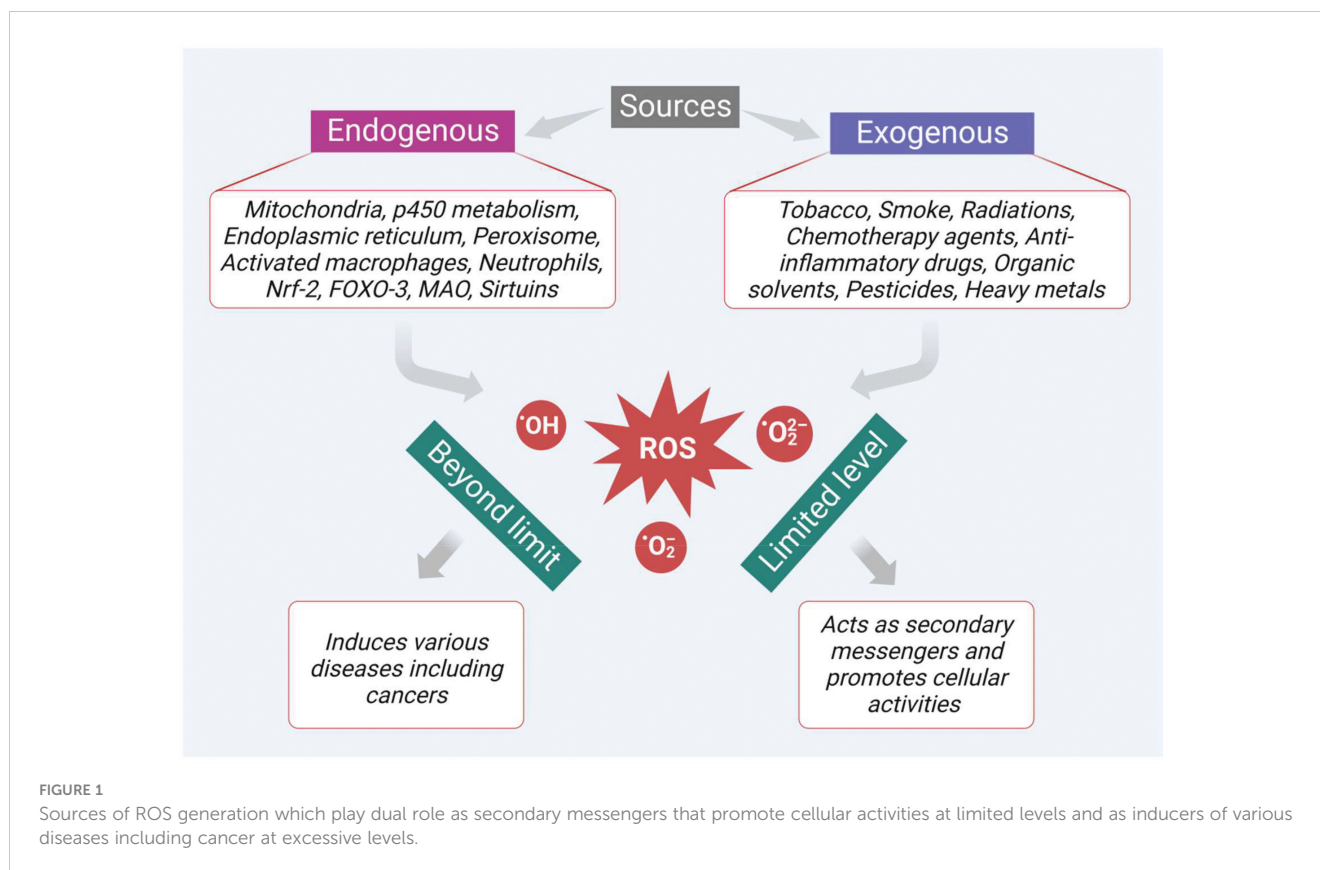 Sources
Endogenous
Exogenous
Mitochondria, p450 metabolism,
Endoplasmic reticulum, Peroxisome,
Activated macrophages, Neutrophils,
Nrf-2, FOXO-3, MAO, Sirtuins
Tobacco, Smoke, Radiations,
Chemotherapy agents, Anti-
inflammatory drugs, Organic
solvents, Pesticides, Heavy metals
•OH
ROS
•O₂²⁻
•O₂⁻
Beyond limit
Limited level
Induces various
diseases including
cancers
Acts as secondary
messengers and
promotes cellular
activities
FIGURE 1
Sources of ROS generation which play dual role as secondary messengers that promote cellular activities at limited levels and as inducers of various
diseases including cancer at excessive levels.